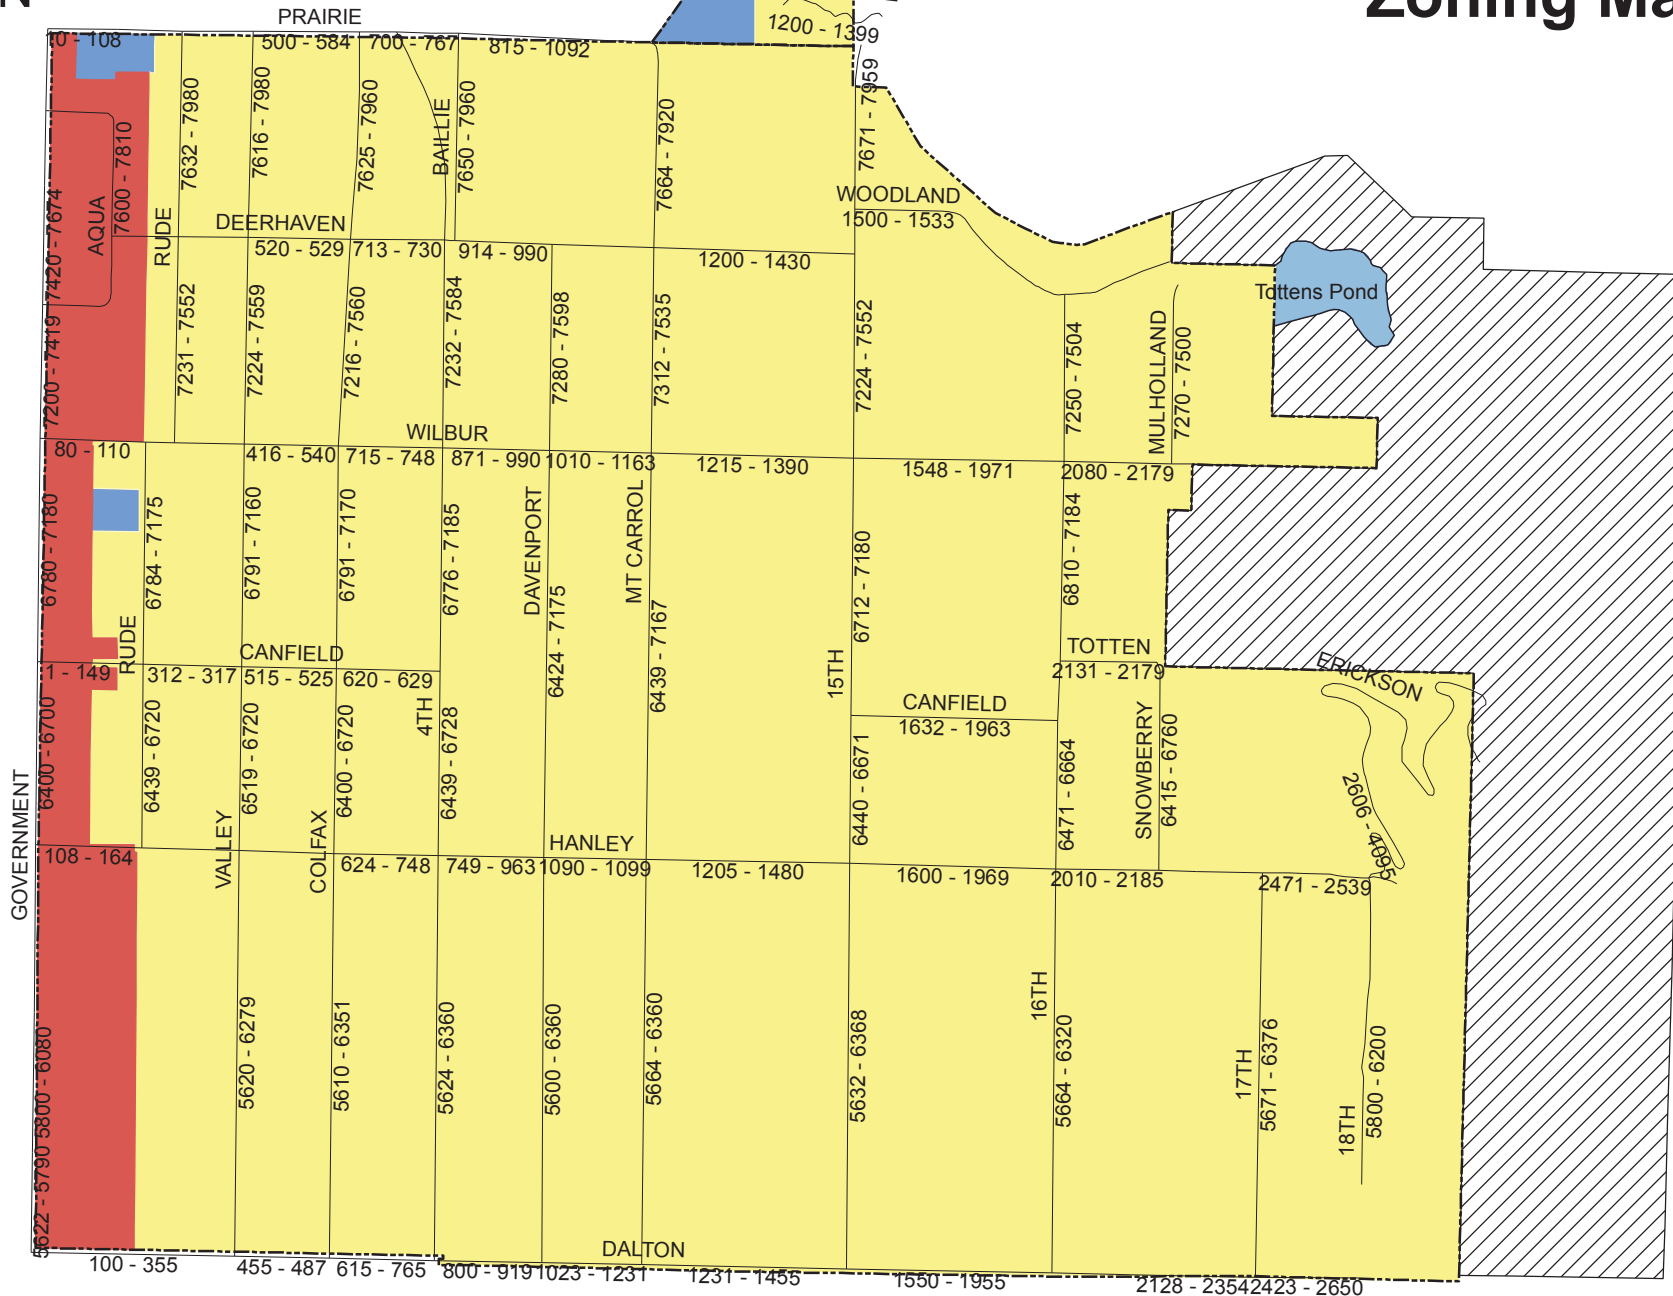 N
Zoning Ma
PRAIRIE
10 - 108
500 - 584
700 - 767
815 - 1092
1200 - 1399
7632 - 7980
7616 - 7980
7625 - 7960
BAILLIE
7650 - 7960
7664 - 7920
7671 - 7959
7420 - 7674
AQUA
7600 - 7810
RUDE
DEERHAVEN
520 - 529
713 - 730
914 - 990
1200 - 1430
WOODLAND
1500 - 1533
Tottens Pond
7200 - 7419
7231 - 7552
7224 - 7559
7216 - 7560
7232 - 7584
7280 - 7598
7312 - 7535
7224 - 7552
7250 - 7504
MULHOLLAND
7270 - 7500
WILBUR
80 - 110
416 - 540
715 - 748
871 - 990
1010 - 1163
1215 - 1390
1548 - 1971
2080 - 2179
6780 - 7180
6784 - 7175
6791 - 7160
6791 - 7170
6776 - 7185
DAVENPORT
6424 - 7175
MT CARROL
6439 - 7167
6712 - 7180
6810 - 7184
RUDE
CANFIELD
1 - 149
312 - 317
515 - 525
620 - 629
15TH
TOTTEN
2131 - 2179
ERICKSON
CANFIELD
1632 - 1963
6400 - 6700
6439 - 6720
6519 - 6720
6400 - 6720
4TH
6439 - 6728
6440 - 6671
6471 - 6664
SNOWBERRY
6415 - 6760
2606 - 4095
GOVERNMENT
VALLEY
COLFAX
HANLEY
108 - 164
624 - 748
749 - 963
1090 - 1099
1205 - 1480
1600 - 1969
2010 - 2185
2471 - 2539
5800 - 6080
5620 - 6279
5610 - 6351
5624 - 6360
5600 - 6360
5664 - 6360
5632 - 6368
16TH
5664 - 6320
17TH
5671 - 6376
18TH
5800 - 6200
5622 - 5790
DALTON
100 - 355
455 - 487
615 - 765
800 - 919
1023 - 1231
1231 - 1455
1550 - 1955
2128 - 2354
2423 - 2650